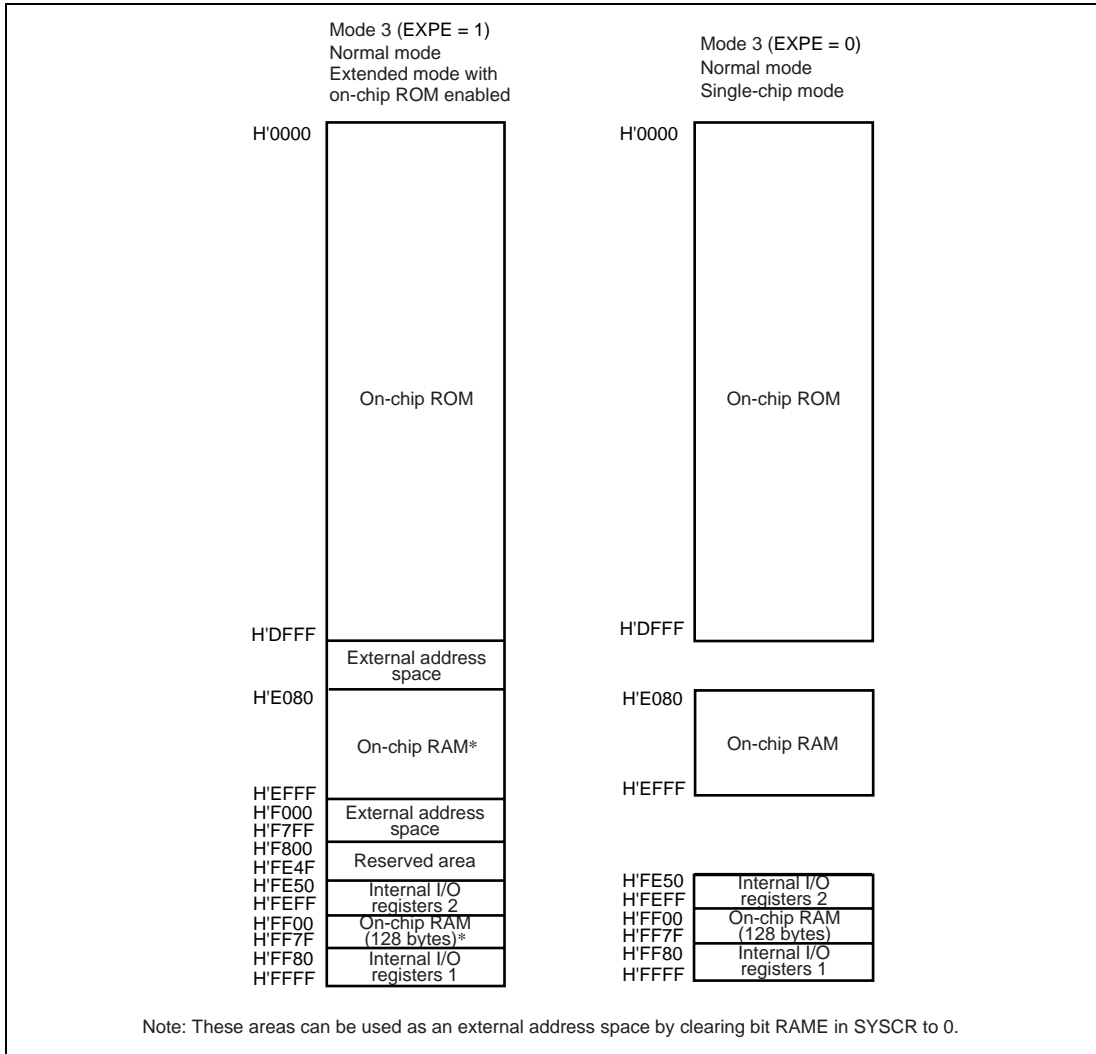 Mode 3 (EXPE = 1)
Normal mode
Extended mode with
on-chip ROM enabled
H'0000
On-chip ROM
H'DFFF
External address
space
H'E080
On-chip RAM*
H'EFFF
H'F000
External address
space
H'F7FF
H'F800
Reserved area
H'FE4F
H'FE50
Internal I/O
registers 2
H'FEFF
H'FF00
On-chip RAM
(128 bytes)*
H'FF7F
H'FF80
Internal I/O
registers 1
H'FFFF
Mode 3 (EXPE = 0)
Normal mode
Single-chip mode
H'0000
On-chip ROM
H'DFFF
H'E080
On-chip RAM
H'EFFF
H'FE50
Internal I/O
registers 2
H'FEFF
H'FF00
On-chip RAM
(128 bytes)
H'FF7F
H'FF80
Internal I/O
registers 1
H'FFFF
Note: These areas can be used as an external address space by clearing bit RAME in SYSCR to 0.